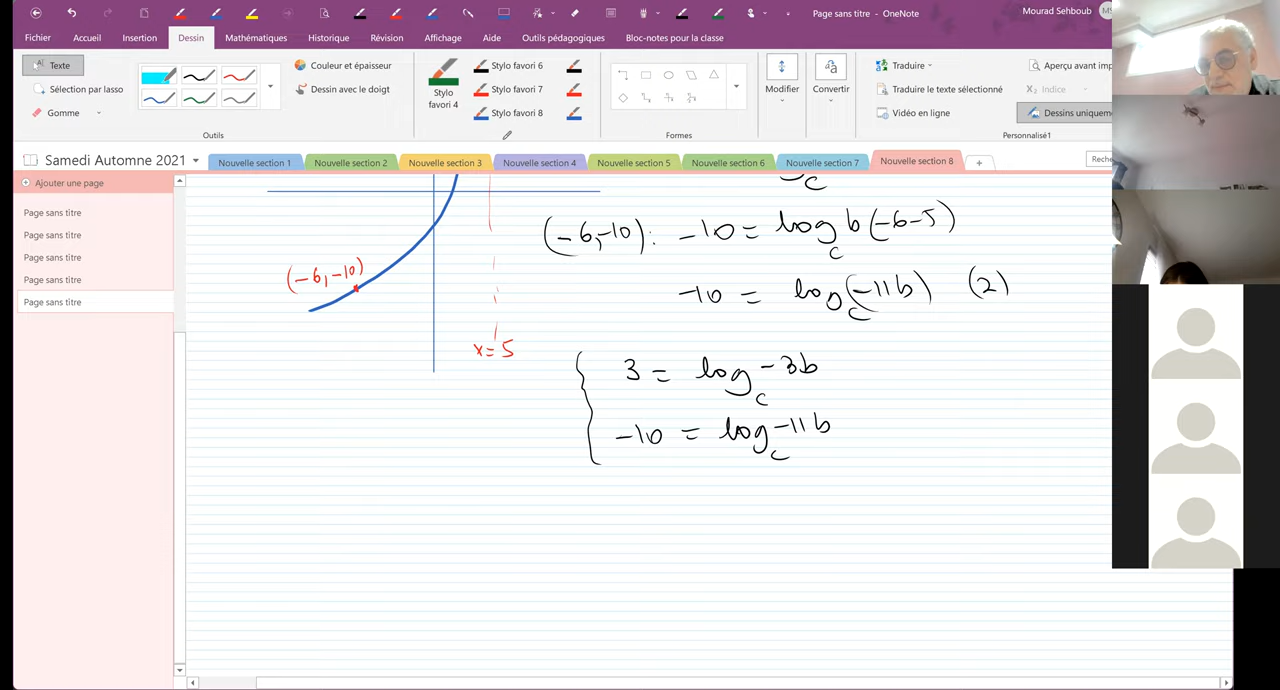 Page sans titre - OneNote
Mourad Sehboub
MS
Fichier Accueil Insertion Dessin Mathématiques Historique Révision Affichage Aide Outils pédagogiques Bloc-notes pour la classe
Texte
Sélection par lasso
Gomme
Outils
Couleur et épaisseur
Dessin avec le doigt
Stylo favori 4
Stylo favori 6
Stylo favori 7
Stylo favori 8
Formes
Modifier
Convertir
Traduire
Traduire le texte sélectionné
Vidéo en ligne
Aperçu avant imp
Indice
Dessins uniqueme
Personnalisé1
Samedi Automne 2021
Nouvelle section 1 Nouvelle section 2 Nouvelle section 3 Nouvelle section 4 Nouvelle section 5 Nouvelle section 6 Nouvelle section 7 Nouvelle section 8
Reche
Ajouter une page
Page sans titre
Page sans titre
Page sans titre
Page sans titre
Page sans titre
(-6,-10)
x=5
c
(-6,-10): -10 = log_c b(-6-5)
-10 = log_c(-11b) (2)
3 = log_c -3b
-10 = log_c -11b